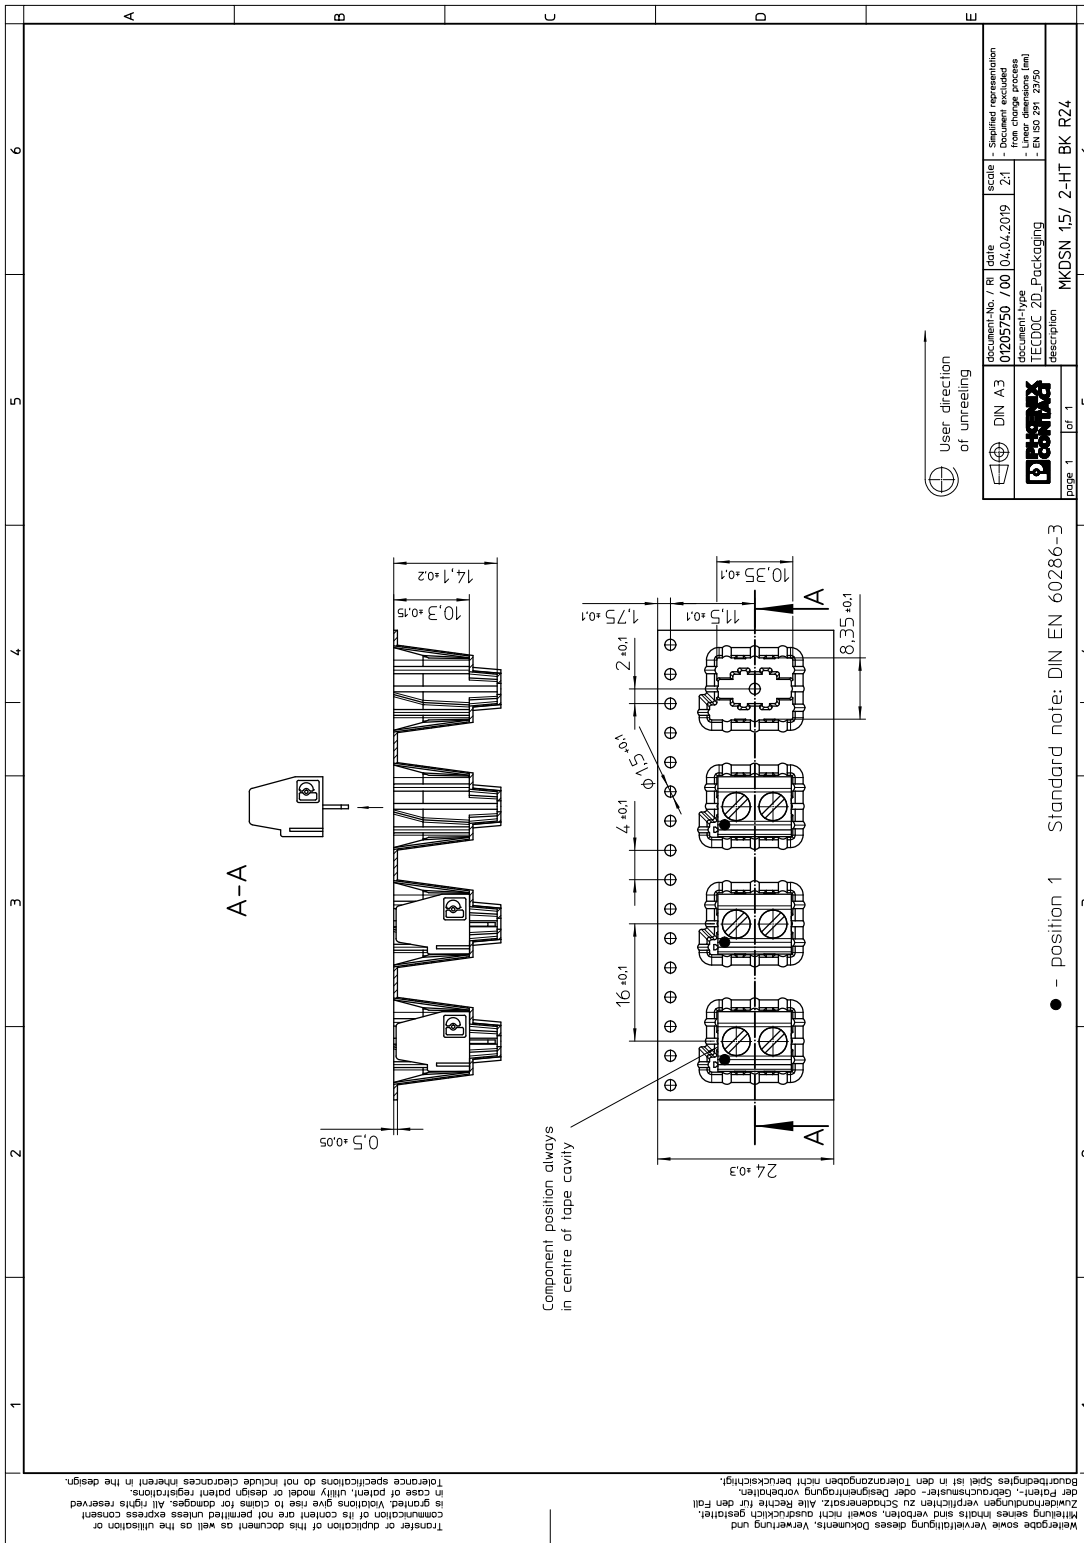 1
2
3
4
5
6
A
B
C
D
E
A-A
0,5 ±0,05
10,3 ±0,15
14,1 ±0,2
Component position always
in centre of tape cavity
16 ±0,1
4 ±0,1
⌀1,5 +0,1
2 ±0,1
1,75 ±0,1
11,5 ±0,1
10,35 ±0,1
8,35 ±0,1
24 ±0,3
A
A
User direction
of unreeling
● - position 1 Standard note: DIN EN 60286-3
DIN A3
document-No. / RI
01205750 / 00
date
04.04.2019
scale
2:1
- Simplified representation
- Document excluded
from change process
- Linear dimensions [mm]
- EN ISO 291 23/50
PHOENIX
CONTACT
document-type
TECDOC 2D_Packaging
page 1 of 1
description
MKDSN 1,5/ 2-HT BK R24
Weitergabe sowie Vervielfältigung dieses Dokuments, Verwertung und
Mitteilung seines Inhalts sind verboten, soweit nicht ausdrücklich gestattet.
Zuwiderhandlungen verpflichten zu Schadenersatz. Alle Rechte für den Fall
der Patent-, Gebrauchsmuster- oder Designeintragung vorbehalten.
Bauartbedingtes Spiel ist in den Toleranzangaben nicht berücksichtigt.
Transfer or duplication of this document as well as the utilisation or
communication of its content are not permitted unless express consent
is granted. Violations give rise to claims for damages. All rights reserved
in case of patent, utility model or design patent registrations.
Tolerance specifications do not include clearances inherent in the design.